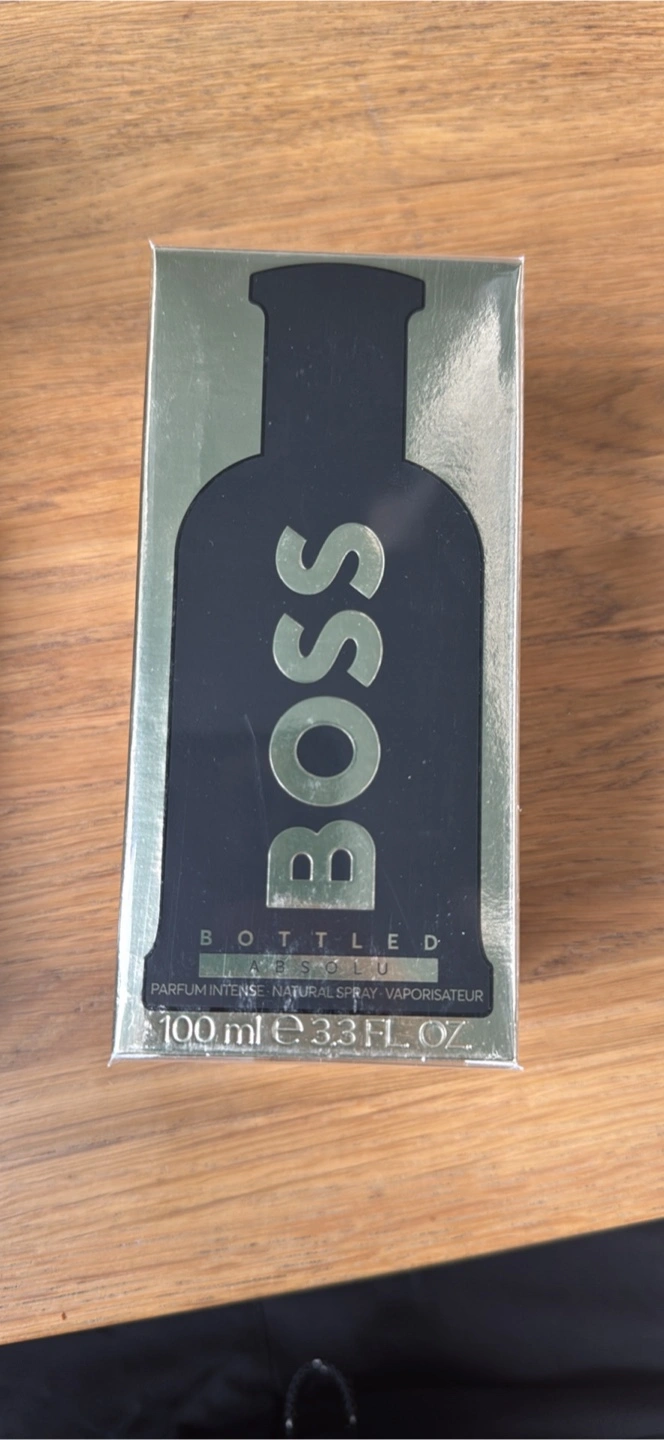 BOSS
BOTTLED
ABSOLU
PARFUM INTENSE · NATURAL SPRAY · VAPORISATEUR
100 ml ℮ 3.3 FL. OZ.